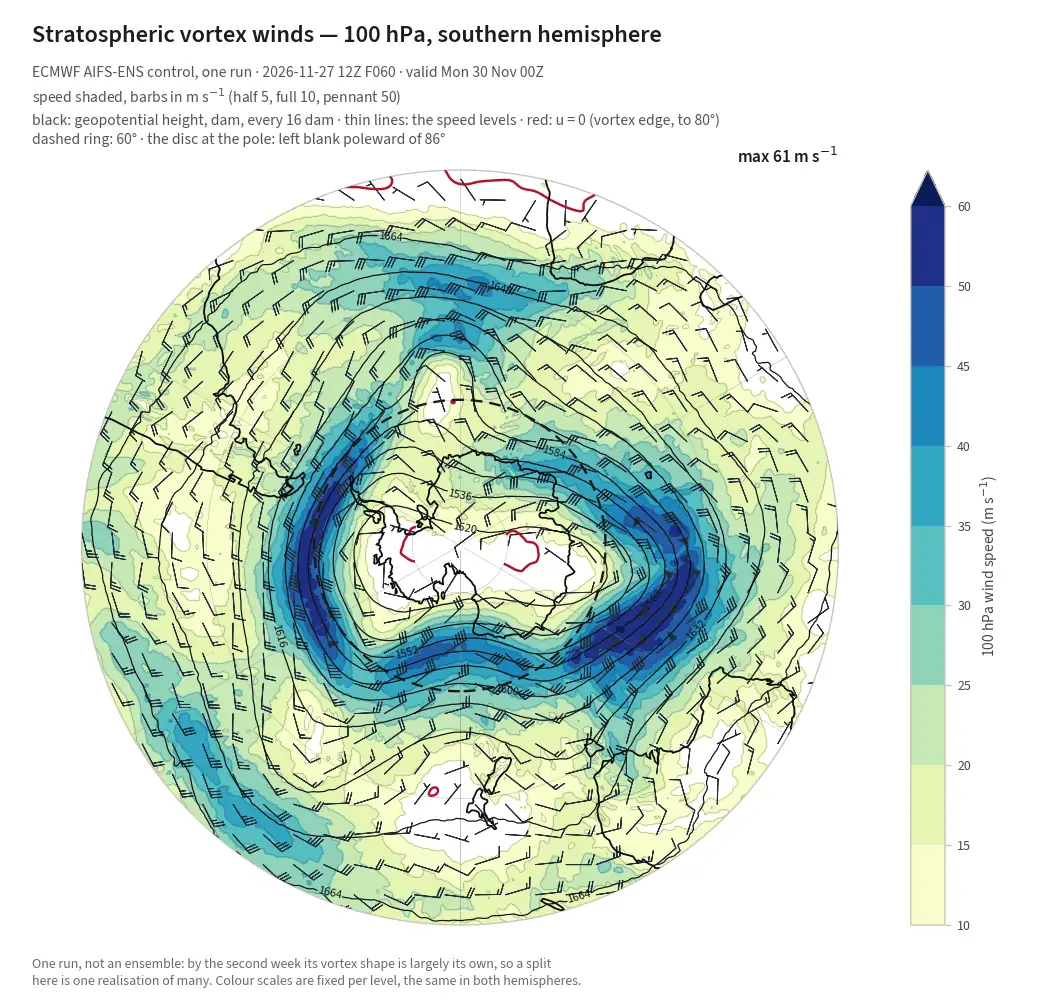 Stratospheric vortex winds — 100 hPa, southern hemisphere
ECMWF AIFS-ENS control, one run · 2026-11-27 12Z F060 · valid Mon 30 Nov 00Z
speed shaded, barbs in m s⁻¹ (half 5, full 10, pennant 50)
black: geopotential height, dam, every 16 dam · thin lines: the speed levels · red: u = 0 (vortex edge, to 80°)
dashed ring: 60° · the disc at the pole: left blank poleward of 86°
max 61 m s⁻¹
1664
1648
1584
1536
1520
1616
1552
1600
1632
1664
1664
60
50
45
40
35
30
25
20
15
10
100 hPa wind speed (m s⁻¹)
One run, not an ensemble: by the second week its vortex shape is largely its own, so a split
here is one realisation of many. Colour scales are fixed per level, the same in both hemispheres.